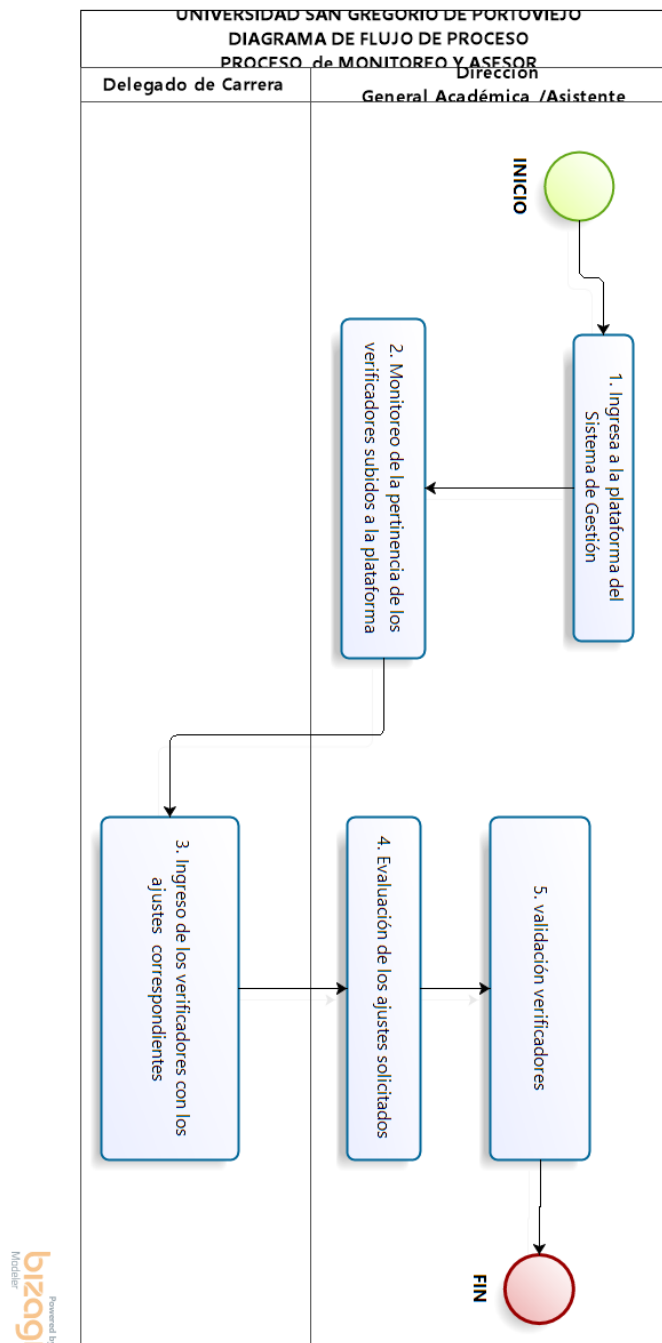 UNIVERSIDAD SAN GREGORIO DE PORTOVIEJO
DIAGRAMA DE FLUJO DE PROCESO
PROCESO de MONITOREO Y ASESOR
Delegado de Carrera
Dirección
General Académica /Asistente
INICIO
1. Ingresa a la plataforma del
Sistema de Gestión
2. Monitoreo de la pertinencia de los
verificadores subidos a la plataforma
3. Ingreso de los verificadores con los
ajustes correspondientes
4. Evaluación de los ajustes solicitados
5. validación verificadores
FIN
Powered by
bizagi
Modeler